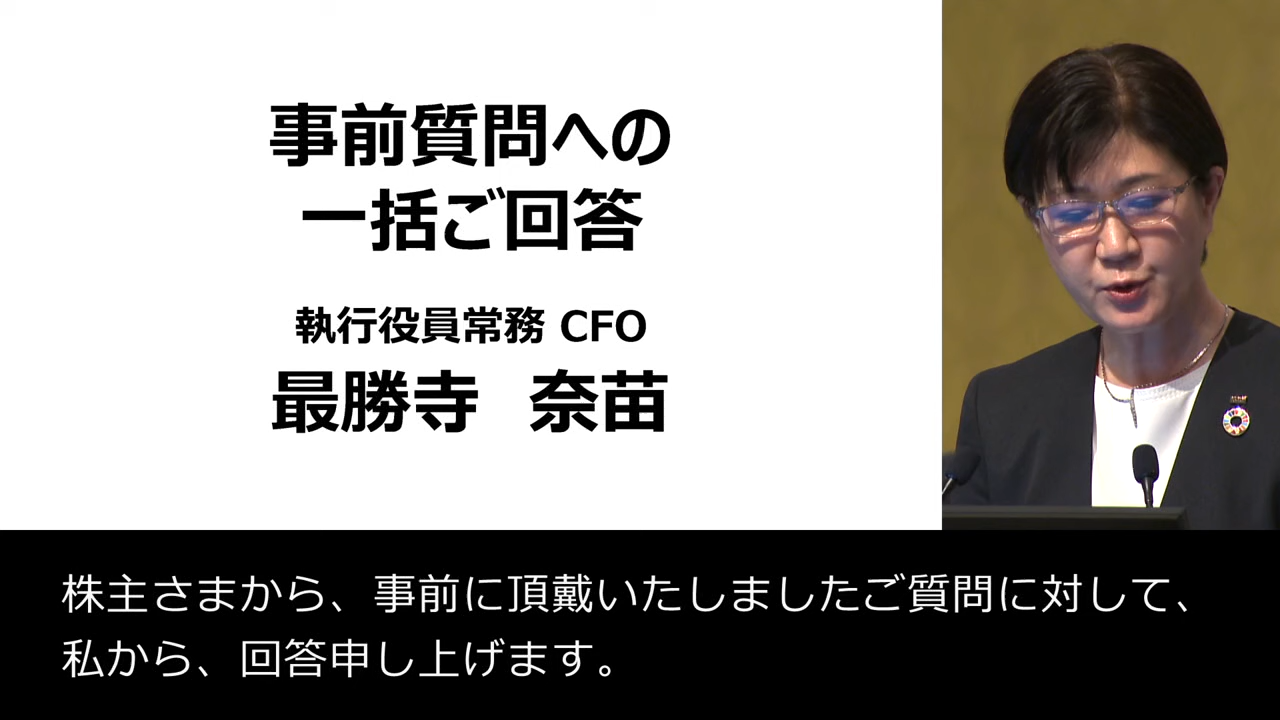 事前質問への
一括ご回答
執行役員常務 CFO
最勝寺 奈苗
株主さまから、事前に頂戴いたしましたご質問に対して、
私から、回答申し上げます。